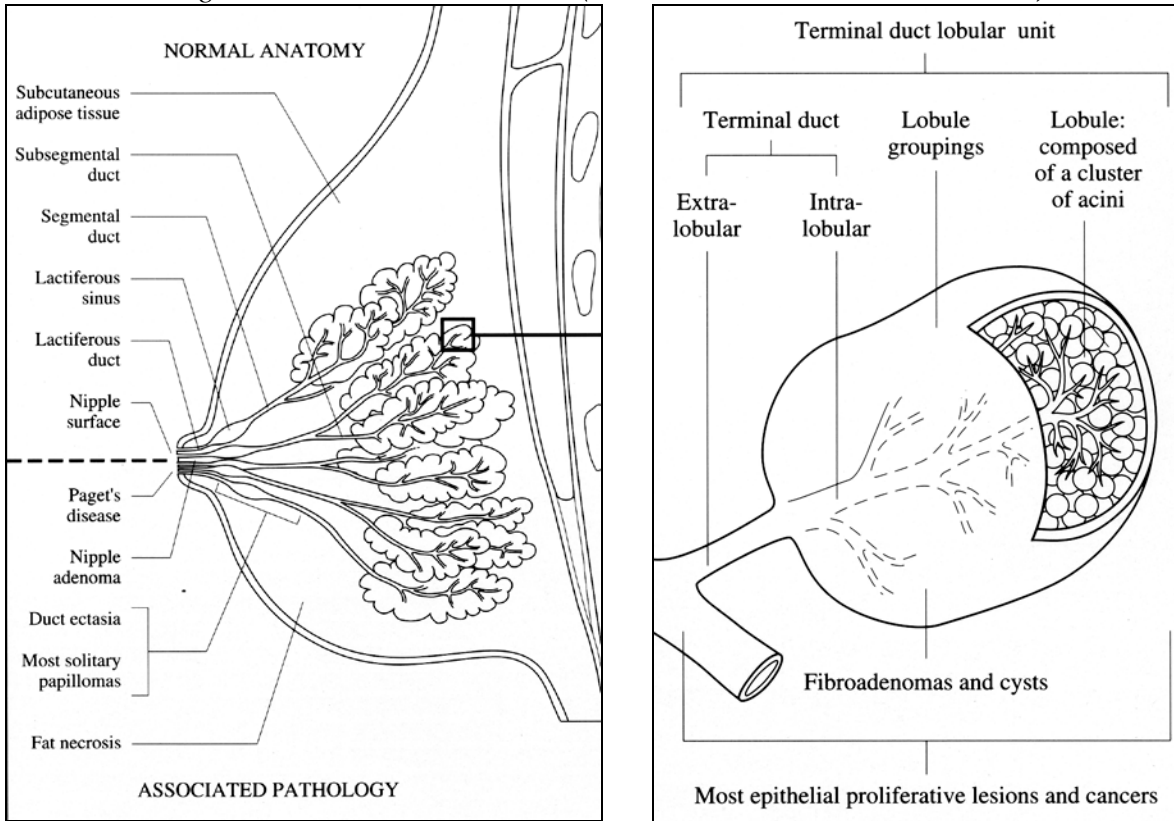 NORMAL ANATOMY
Subcutaneous
adipose tissue
Subsegmental
duct
Segmental
duct
Lactiferous
sinus
Lactiferous
duct
Nipple
surface
Paget's
disease
Nipple
adenoma
Duct ectasia
Most solitary
papillomas
Fat necrosis
ASSOCIATED PATHOLOGY
Terminal duct lobular unit
Terminal duct
Extra-
lobular
Intra-
lobular
Lobule
groupings
Lobule:
composed
of a cluster
of acini
Fibroadenomas and cysts
Most epithelial proliferative lesions and cancers